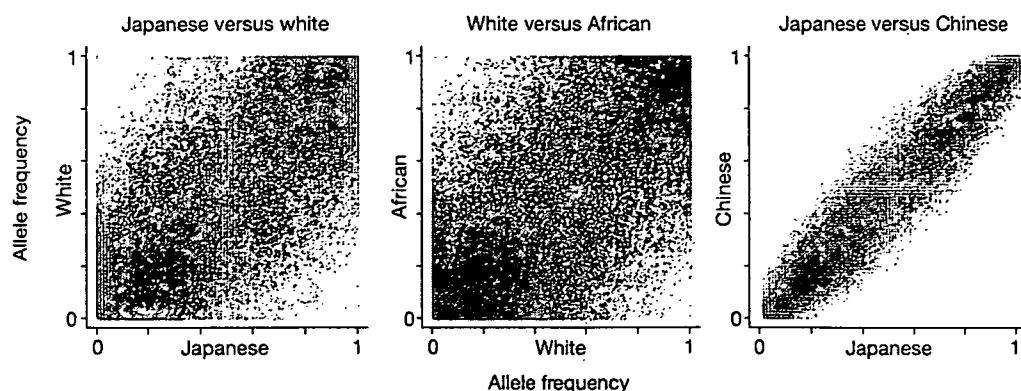 Japanese versus white
White versus African
Japanese versus Chinese
Allele frequency
White
1
0
0
Japanese
1
African
1
0
0
White
1
Chinese
1
0
0
Japanese
1
Allele frequency